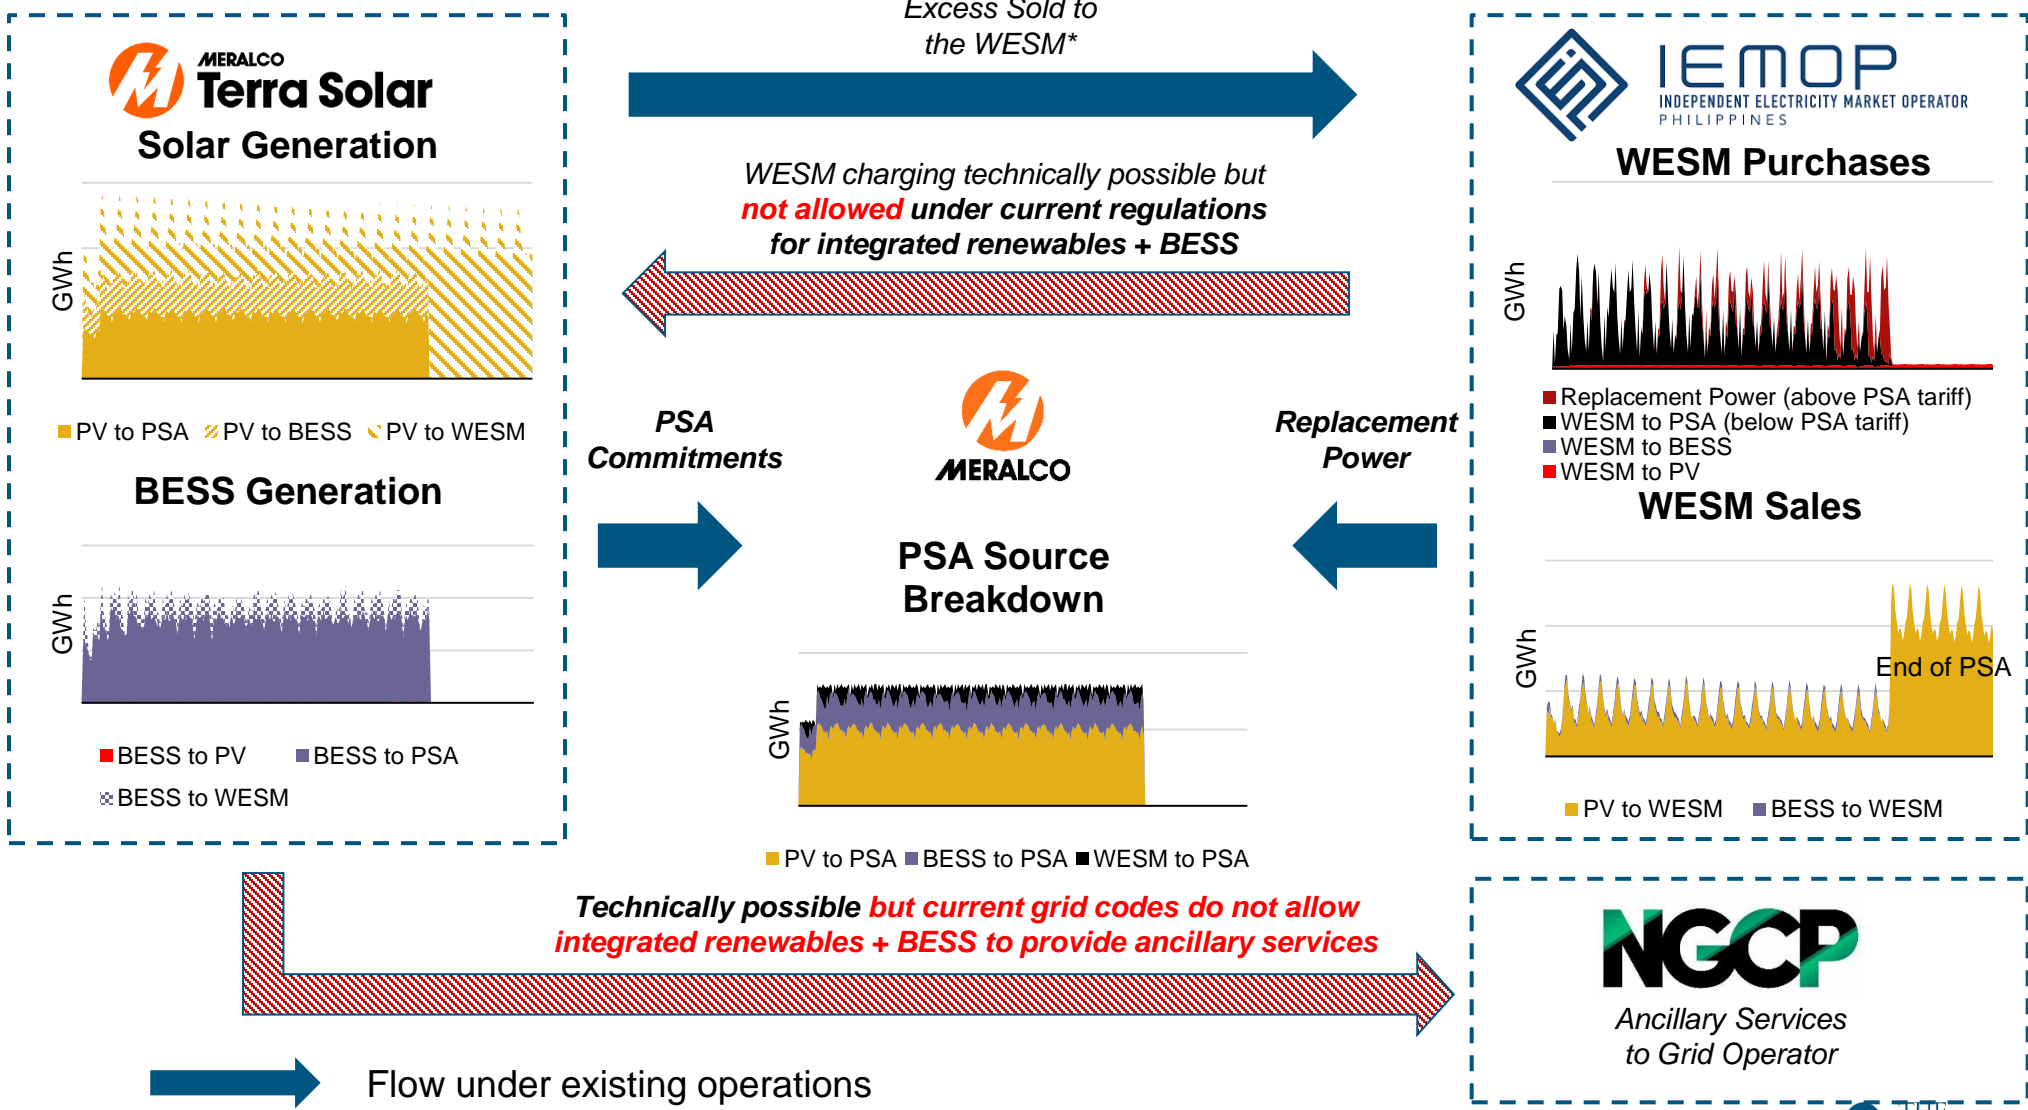 Excess Sold to
the WESM*
MERALCO
Terra Solar
Solar Generation
GWh
PV to PSA PV to BESS PV to WESM
BESS Generation
GWh
BESS to PV BESS to PSA
BESS to WESM
WESM charging technically possible but
not allowed under current regulations
for integrated renewables + BESS
PSA
Commitments
MERALCO
Replacement
Power
PSA Source
Breakdown
GWh
PV to PSA BESS to PSA WESM to PSA
IEMOP
INDEPENDENT ELECTRICITY MARKET OPERATOR
PHILIPPINES
WESM Purchases
GWh
Replacement Power (above PSA tariff)
WESM to PSA (below PSA tariff)
WESM to BESS
WESM to PV
WESM Sales
GWh
End of PSA
PV to WESM BESS to WESM
Technically possible but current grid codes do not allow
integrated renewables + BESS to provide ancillary services
NGCP
Ancillary Services
to Grid Operator
Flow under existing operations
THE